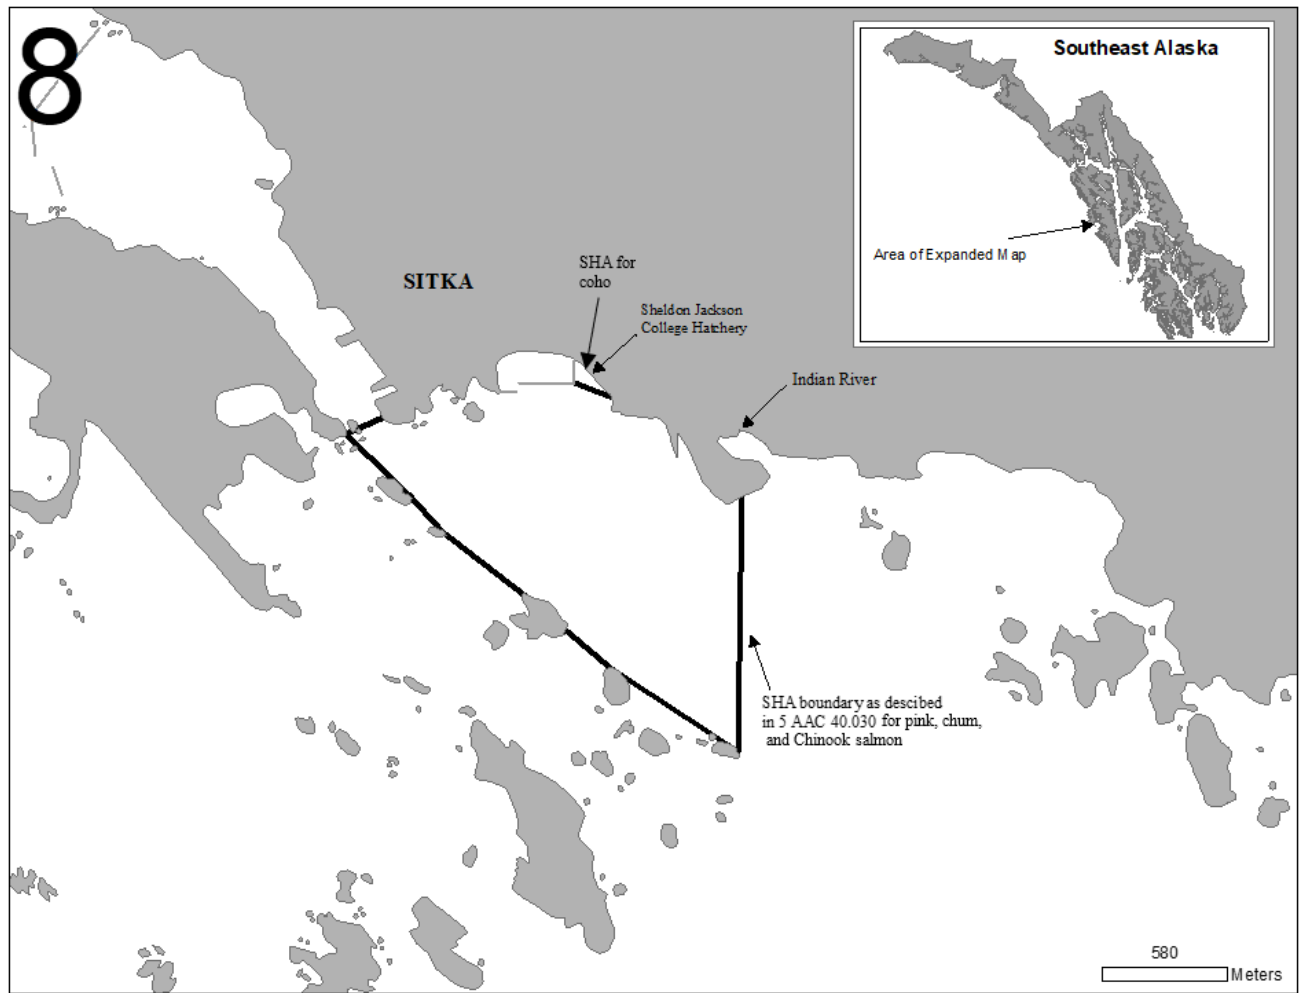 8
Southeast Alaska
Area of Expanded Map
SITKA
SHA for
coho
Sheldon Jackson
College Hatchery
Indian River
SHA boundary as descibed
in 5 AAC 40.030 for pink, chum,
and Chinook salmon
580
Meters